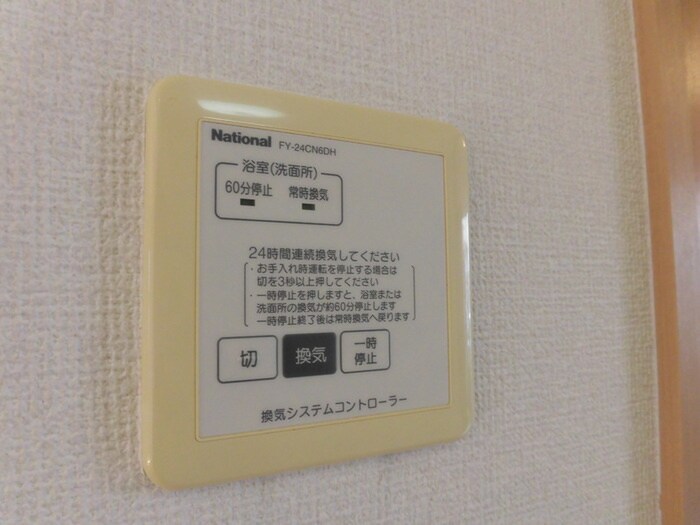 National FY-24CN6DH
浴室(洗面所)
60分停止 常時換気
24時間連続換気してください
・お手入れ時運転を停止する場合は
切を3秒以上押してください
・一時停止を押しますと、浴室または
洗面所の換気が約60分停止します
一時停止終了後は常時換気へ戻ります
切 換気 一時
停止
換気システムコントローラー